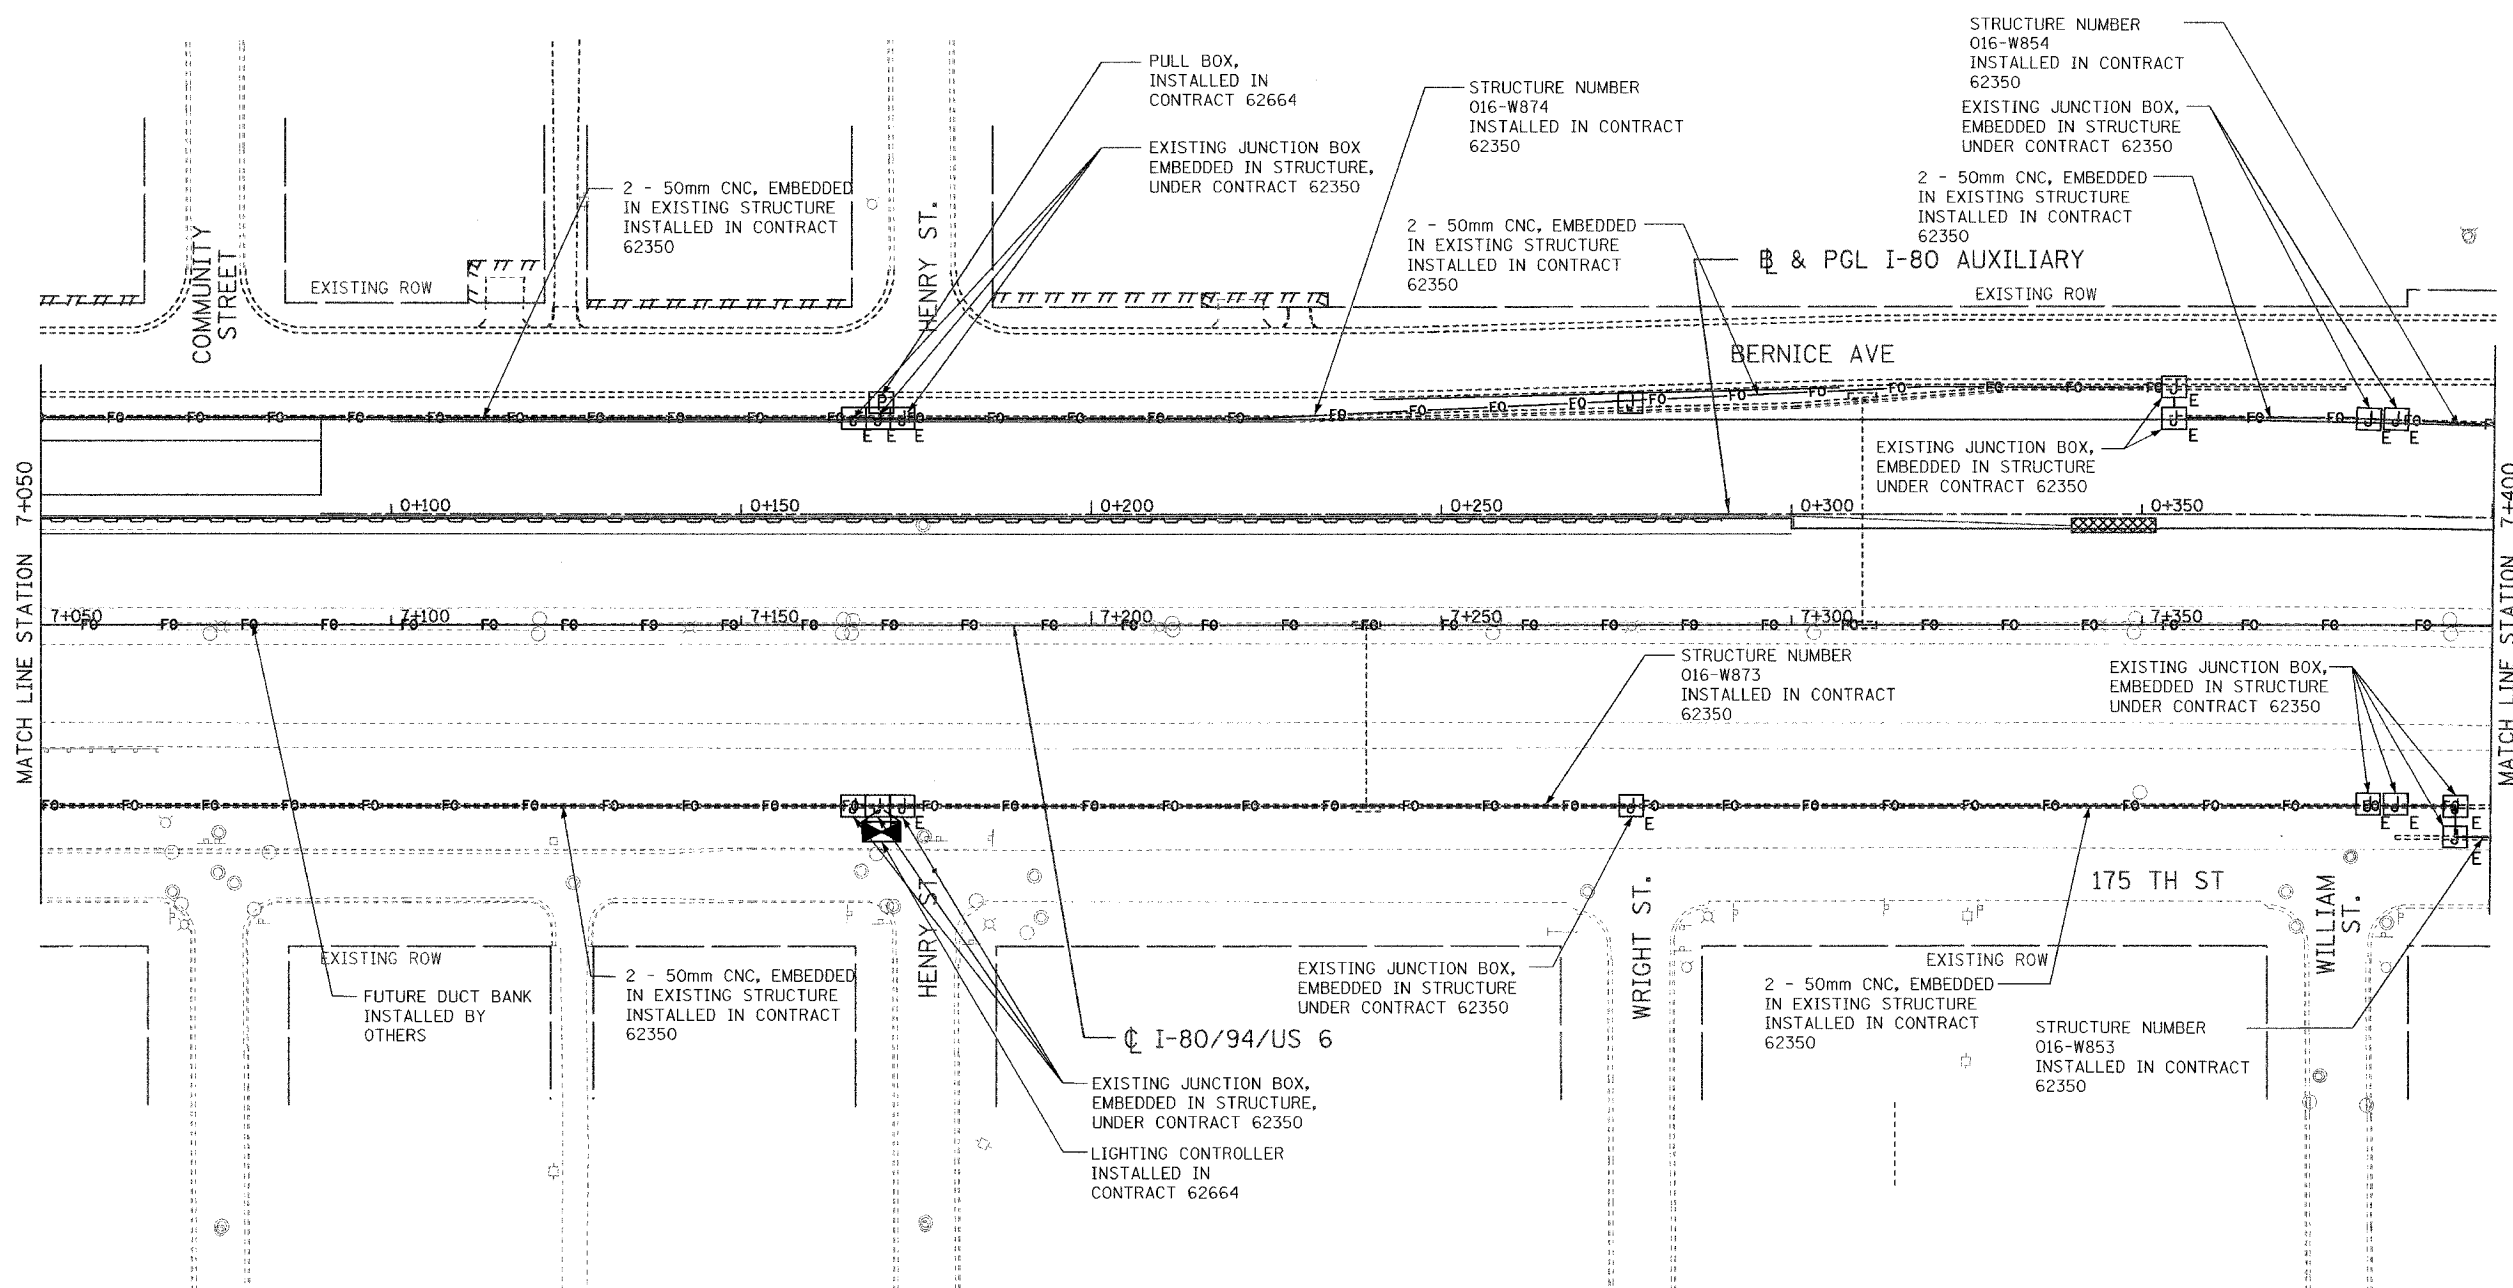 STRUCTURE NUMBER
016-W854
INSTALLED IN CONTRACT
62350
PULL BOX,
INSTALLED IN
CONTRACT 62664
STRUCTURE NUMBER
016-W874
INSTALLED IN CONTRACT
62350
EXISTING JUNCTION BOX,
EMBEDDED IN STRUCTURE
UNDER CONTRACT 62350
EXISTING JUNCTION BOX
EMBEDDED IN STRUCTURE,
UNDER CONTRACT 62350
2 - 50mm CNC, EMBEDDED
IN EXISTING STRUCTURE
INSTALLED IN CONTRACT
62350
2 - 50mm CNC, EMBEDDED
IN EXISTING STRUCTURE
INSTALLED IN CONTRACT
62350
2 - 50mm CNC, EMBEDDED
IN EXISTING STRUCTURE
INSTALLED IN CONTRACT
62350
COMMUNITY
STREET
HENRY ST.
& PGL I-80 AUXILIARY
EXISTING ROW
EXISTING ROW
BERNICE AVE
EXISTING JUNCTION BOX,
EMBEDDED IN STRUCTURE
UNDER CONTRACT 62350
MATCH LINE STATION 7+050
0+100
0+150
0+200
0+250
0+300
0+350
MATCH LINE STATION 7+400
7+050
7+100
7+150
7+200
7+250
7+300
7+350
STRUCTURE NUMBER
016-W873
INSTALLED IN CONTRACT
62350
EXISTING JUNCTION BOX,
EMBEDDED IN STRUCTURE
UNDER CONTRACT 62350
175 TH ST
HENRY ST.
WRIGHT ST.
WILLIAM
ST.
EXISTING ROW
EXISTING ROW
FUTURE DUCT BANK
INSTALLED BY
OTHERS
2 - 50mm CNC, EMBEDDED
IN EXISTING STRUCTURE
INSTALLED IN CONTRACT
62350
EXISTING JUNCTION BOX,
EMBEDDED IN STRUCTURE
UNDER CONTRACT 62350
2 - 50mm CNC, EMBEDDED
IN EXISTING STRUCTURE
INSTALLED IN CONTRACT
62350
STRUCTURE NUMBER
016-W853
INSTALLED IN CONTRACT
62350
℄ I-80/94/US 6
EXISTING JUNCTION BOX,
EMBEDDED IN STRUCTURE,
UNDER CONTRACT 62350
LIGHTING CONTROLLER
INSTALLED IN
CONTRACT 62664